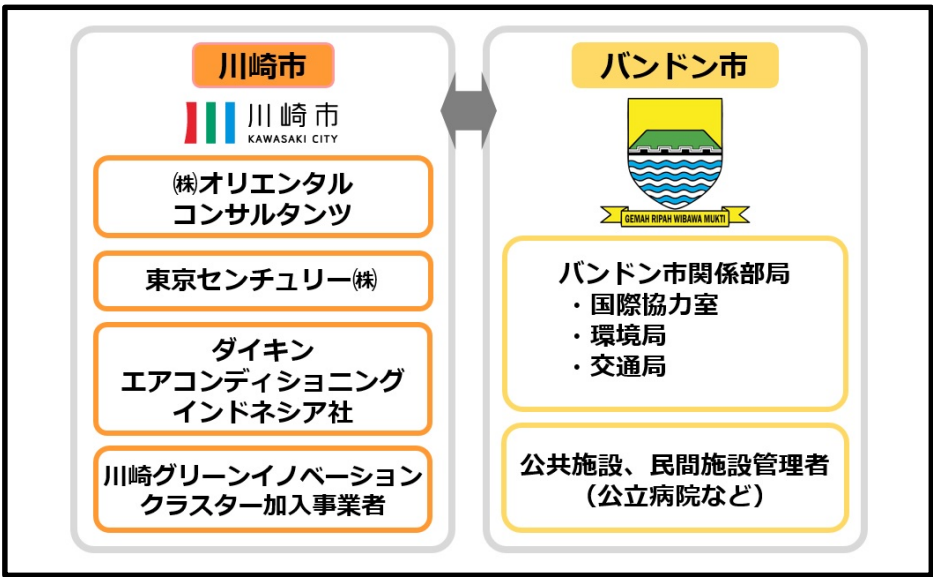 川崎市
川崎市
KAWASAKI CITY
㈱オリエンタル
コンサルタンツ
東京センチュリー㈱
ダイキン
エアコンディショニング
インドネシア社
川崎グリーンイノベーション
クラスター加入事業者
バンドン市
GEMAH RIPAH WIBAWA MUKTI
バンドン市関係部局
・国際協力室
・環境局
・交通局
公共施設、民間施設管理者
（公立病院など）